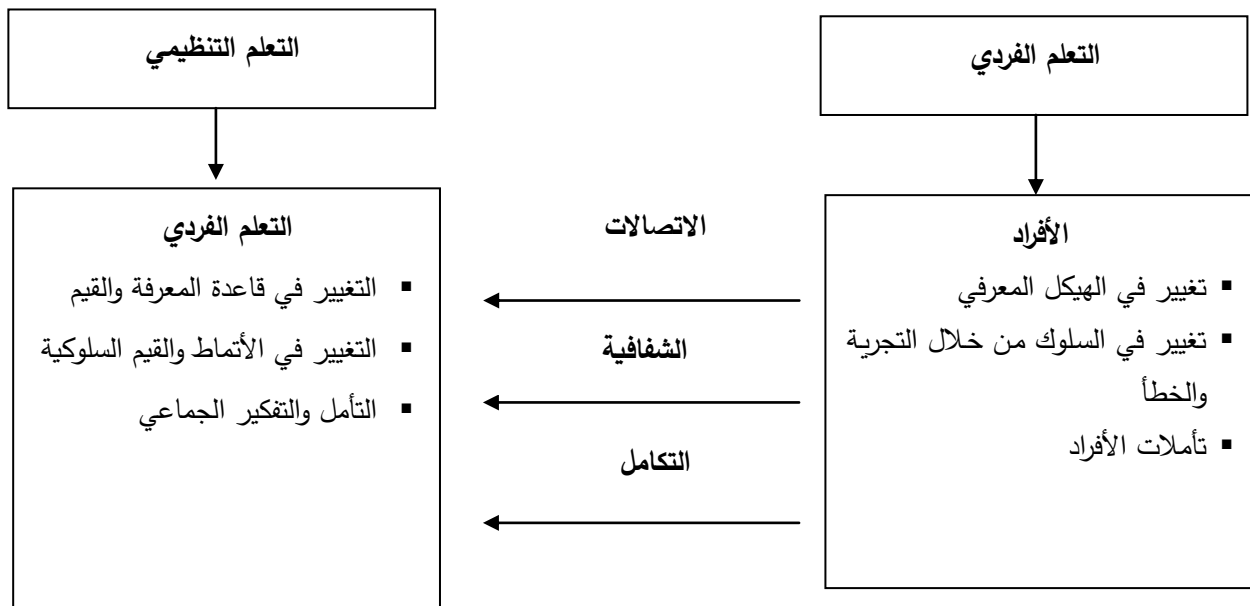 التعلم الفردي
التعلم التنظيمي
الأفراد
▪ تغيير في الهيكل المعرفي
▪ تغيير في السلوك من خلال التجربة
والخطأ
▪ تأملات الأفراد
الاتصالات
الشفافية
التكامل
التعلم الفردي
▪ التغيير في قاعدة المعرفة والقيم
▪ التغيير في الأتماط والقيم السلوكية
▪ التأمل والتفكير الجماعي